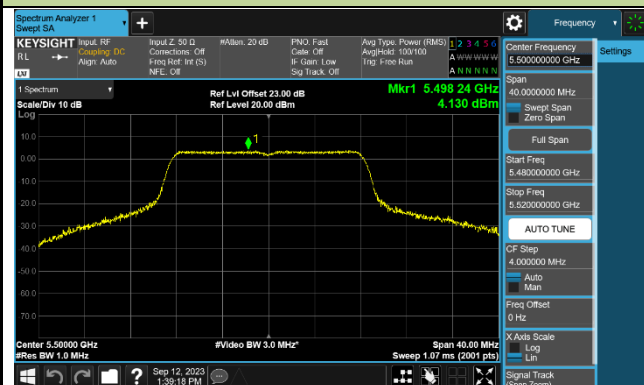 Spectrum Analyzer 1
Swept SA
Frequency
KEYSIGHT
RL
LXI
Input: RF
Coupling: DC
Align: Auto
Input Z: 50 Ω
Corrections: Off
Freq Ref: Int (S)
NFE: Off
#Atten: 20 dB
PNO: Fast
Gate: Off
IF Gain: Low
Sig Track: Off
Avg Type: Power (RMS)
Avg|Hold: 100/100
Trig: Free Run
1 2 3 4 5 6
A W W W W W
A N N N N N
Center Frequency
5.500000000 GHz
Settings
Span
40.0000000 MHz
Swept Span
Zero Span
Full Span
Start Freq
5.480000000 GHz
Stop Freq
5.520000000 GHz
AUTO TUNE
CF Step
4.000000 MHz
Auto
Man
Freq Offset
0 Hz
X Axis Scale
Log
Lin
Signal Track
(Span Zoom)
1 Spectrum
Scale/Div 10 dB
Log
Ref Lvl Offset 23.00 dB
Ref Level 20.00 dBm
Mkr1 5.498 24 GHz
4.130 dBm
1
10.0
0.00
-10.0
-20.0
-30.0
-40.0
-50.0
-60.0
-70.0
Center 5.50000 GHz
#Res BW 1.0 MHz
#Video BW 3.0 MHz*
Span 40.00 MHz
Sweep 1.07 ms (2001 pts)
?
Sep 12, 2023
1:39:18 PM